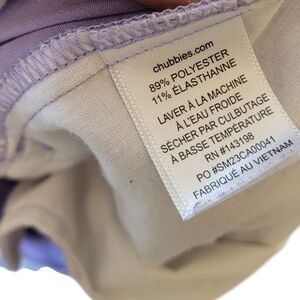 chubbies.com
89% POLYESTER
11% ÉLASTHANNE
LAVER À LA MACHINE
À L'EAU FROIDE
SÉCHER PAR CULBUTAGE
À BASSE TEMPÉRATURE
RN #143198
PO #SM23CA00041
FABRIQUÉ AU VIETNAM